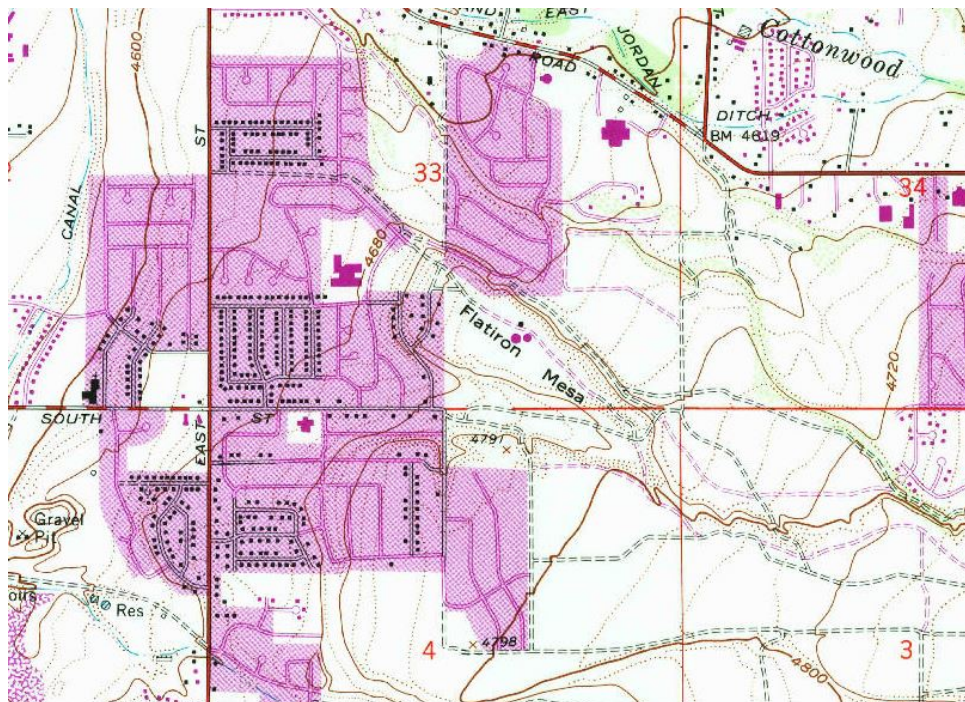 EAST
JORDAN
ROAD
Cottonwood
4600
ST
DITCH
BM 4619
33
34
CANAL
4680
Flatiron
Mesa
4720
SOUTH
ST
EAST
4791
Gravel
Pit
Res
4
4798
3
4800